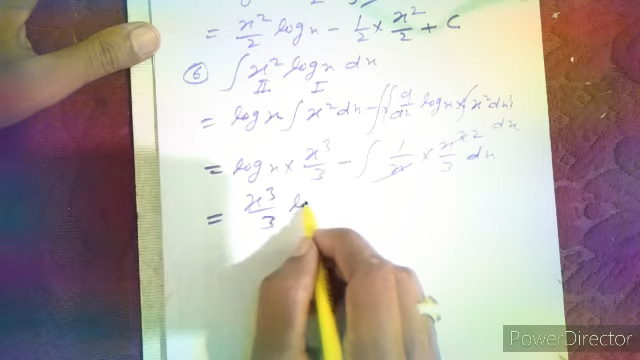 = x²/2 log x - 1/2 × x²/2 + C
⑥ ∫ x² log x dx
II I
= log x ∫ x² dx - ∫{ d/dx log x × ∫ x² dx } dx
= log x × x³/3 - ∫ 1/x × x³ ² /3 dx
= x³/3 lo
PowerDirector